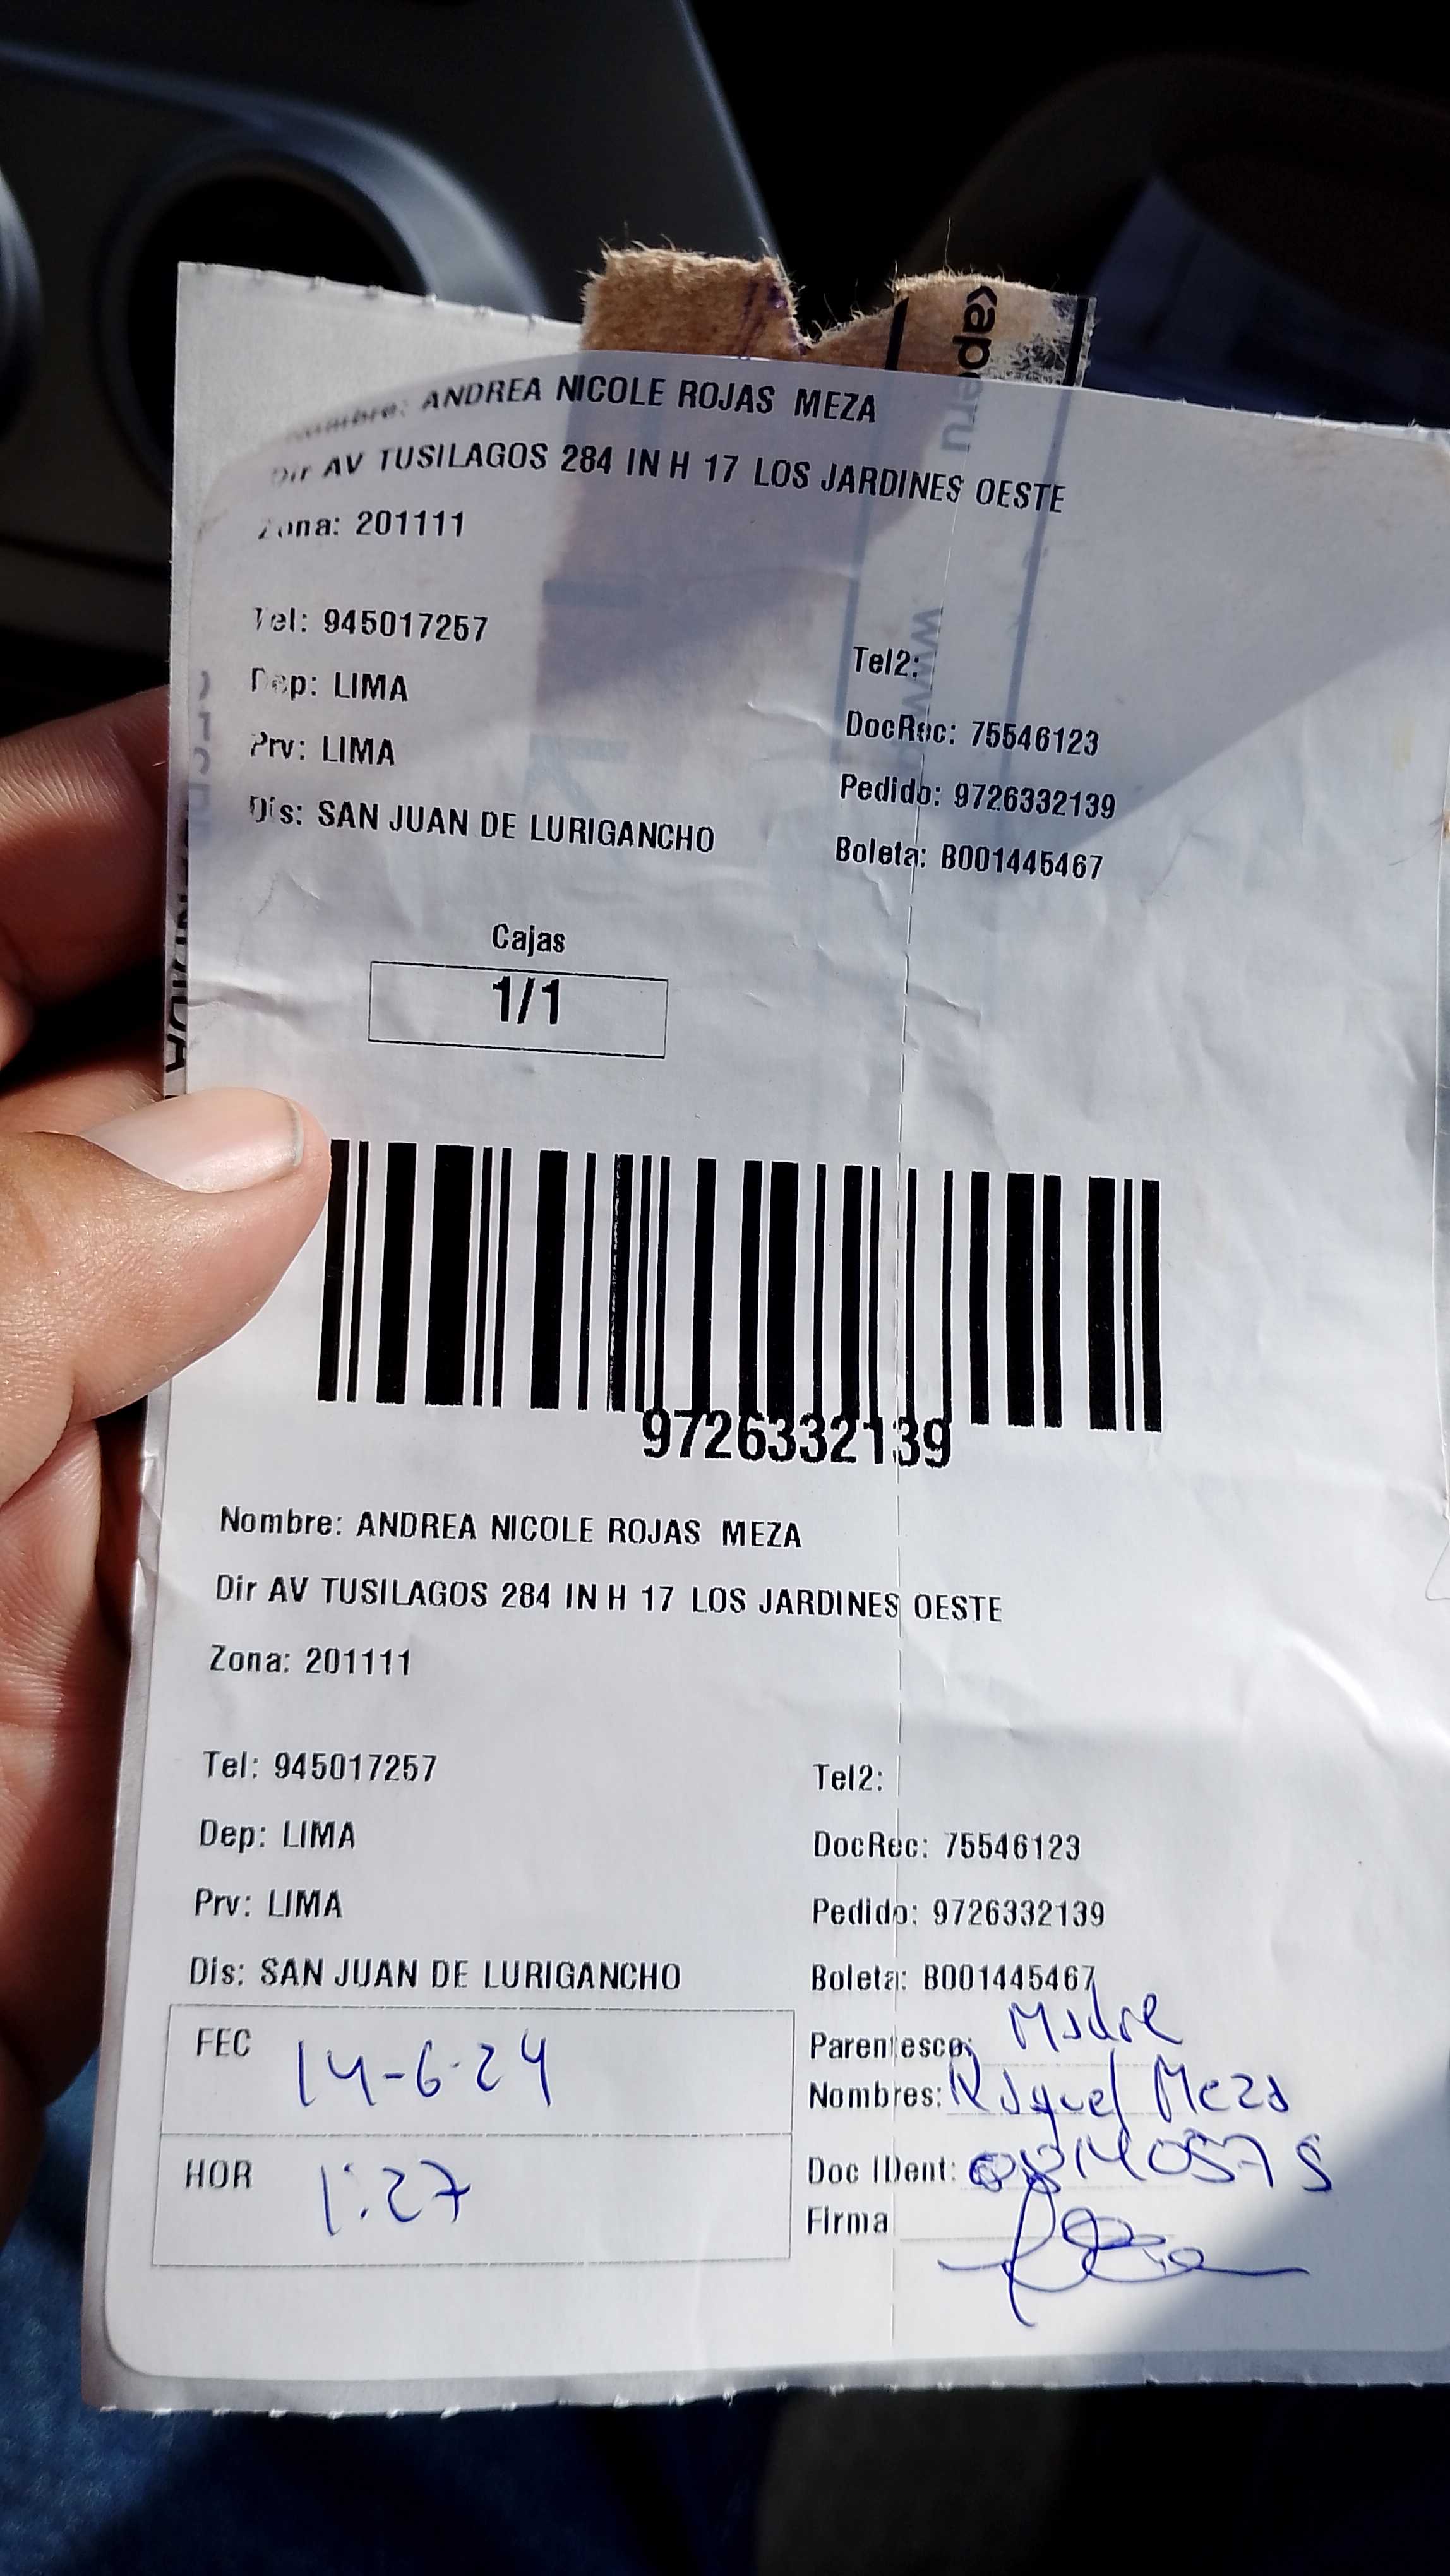 Nombre: ANDREA NICOLE ROJAS MEZA
Dir AV TUSILAGOS 284 IN H 17 LOS JARDINES OESTE
Zona: 201111
Tel: 945017257
Tel2:
Dep: LIMA
DocRec: 75546123
Prv: LIMA
Pedido: 9726332139
Dis: SAN JUAN DE LURIGANCHO
Boleta: B001445467
Cajas
1/1
9726332139
Nombre: ANDREA NICOLE ROJAS MEZA
Dir AV TUSILAGOS 284 IN H 17 LOS JARDINES OESTE
Zona: 201111
Tel: 945017257
Tel2:
Dep: LIMA
DocRec: 75546123
Prv: LIMA
Pedido: 9726332139
Dis: SAN JUAN DE LURIGANCHO
Boleta: B001445467
FEC 14-6-24
Parentesco: Madre
Nombres: Raquel Meza
HOR 1:27
Doc IDent:
Firma